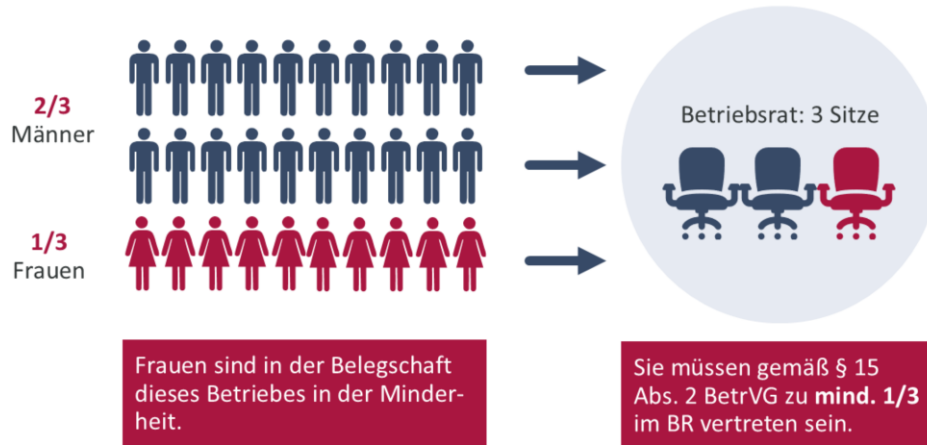 2/3
Männer
1/3
Frauen
Betriebsrat: 3 Sitze
Frauen sind in der Belegschaft
dieses Betriebes in der Minder-
heit.
Sie müssen gemäß § 15
Abs. 2 BetrVG zu mind. 1/3
im BR vertreten sein.